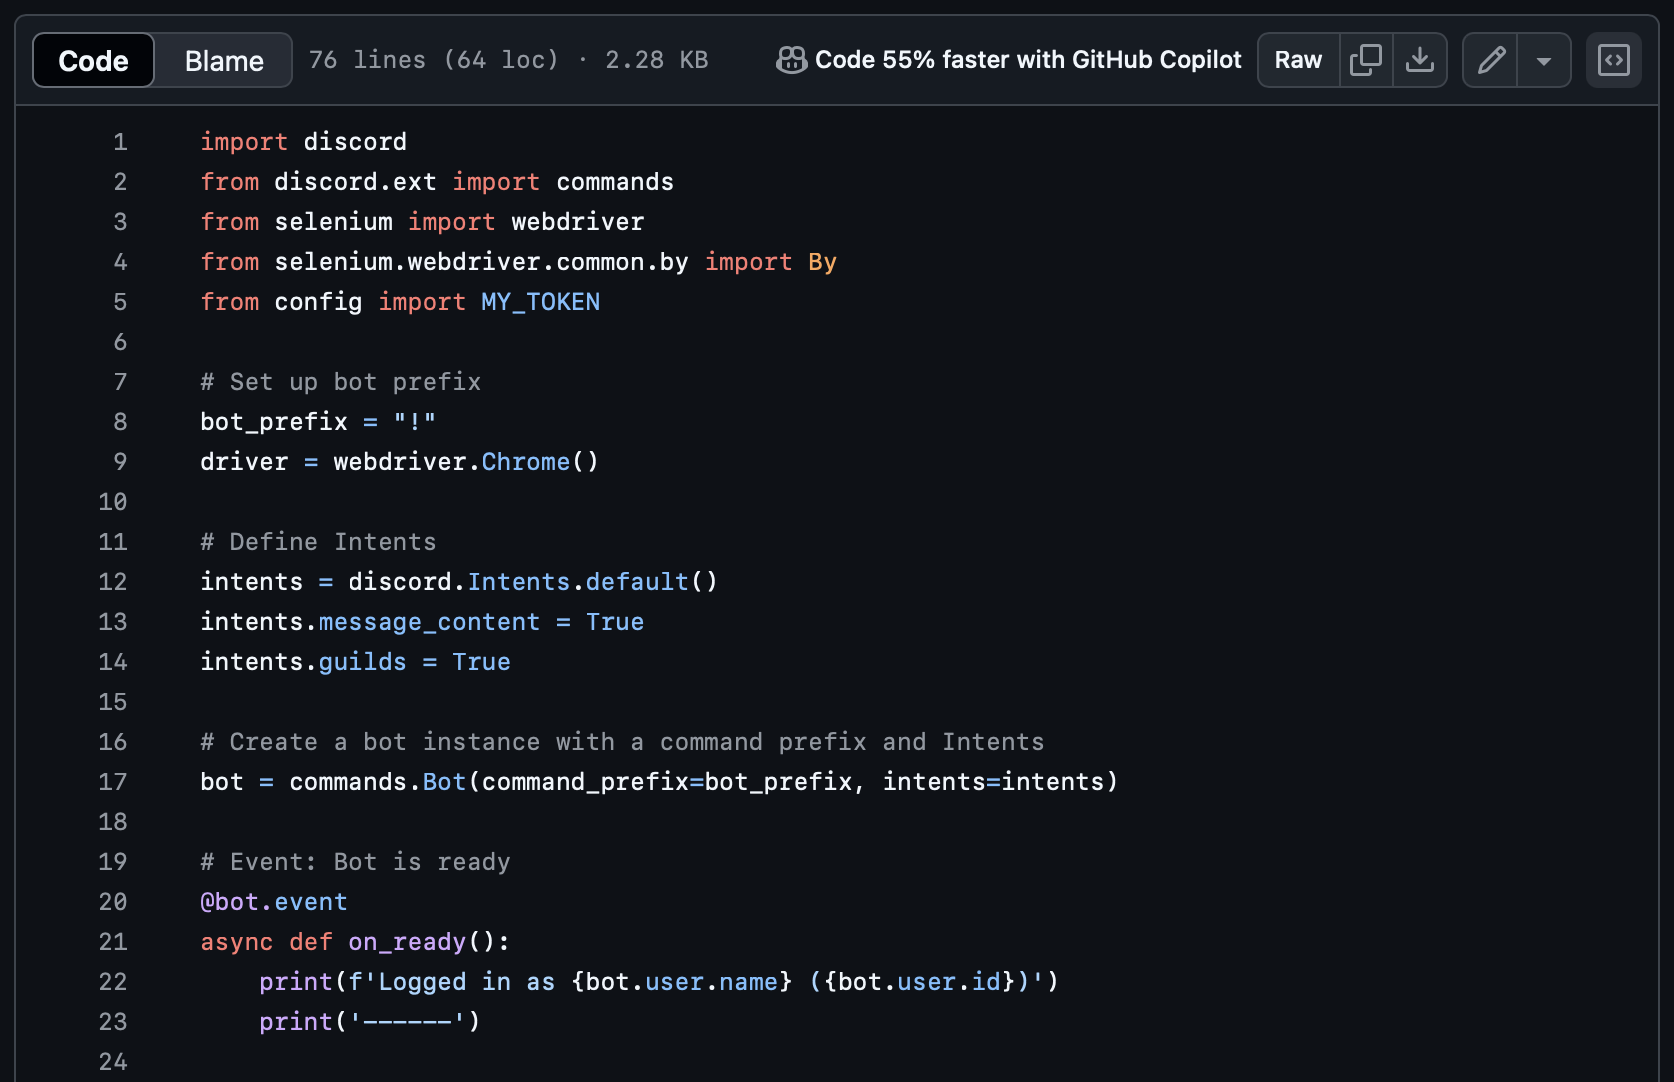 Code Blame 76 lines (64 loc) · 2.28 KB Code 55% faster with GitHub Copilot Raw
1 import discord
2 from discord.ext import commands
3 from selenium import webdriver
4 from selenium.webdriver.common.by import By
5 from config import MY_TOKEN
6
7 # Set up bot prefix
8 bot_prefix = "!"
9 driver = webdriver.Chrome()
10
11 # Define Intents
12 intents = discord.Intents.default()
13 intents.message_content = True
14 intents.guilds = True
15
16 # Create a bot instance with a command prefix and Intents
17 bot = commands.Bot(command_prefix=bot_prefix, intents=intents)
18
19 # Event: Bot is ready
20 @bot.event
21 async def on_ready():
22     print(f'Logged in as {bot.user.name} ({bot.user.id})')
23     print('------')
24